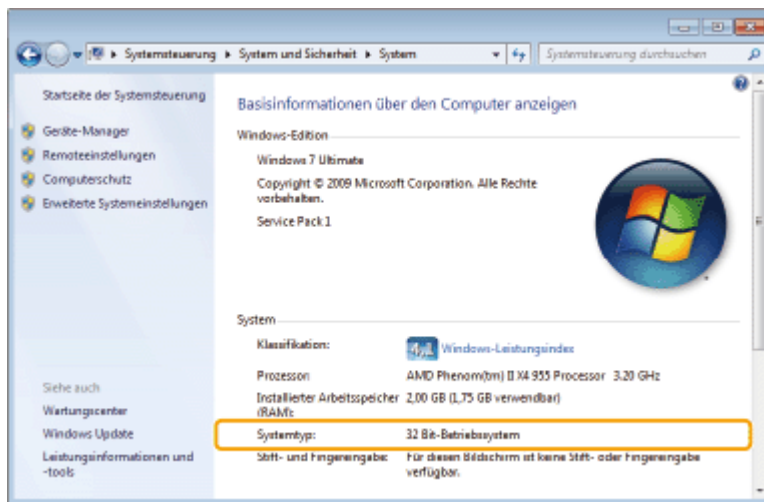 Systemsteuerung ▸ System und Sicherheit ▸ System
Systemsteuerung durchsuchen
Startseite der Systemsteuerung
Geräte-Manager
Remoteeinstellungen
Computerschutz
Erweiterte Systemeinstellungen
Siehe auch
Wartungscenter
Windows Update
Leistungsinformationen und
-tools
Basisinformationen über den Computer anzeigen
Windows-Edition
Windows 7 Ultimate
Copyright © 2009 Microsoft Corporation. Alle Rechte
vorbehalten.
Service Pack 1
System
Klassifikation: Windows-Leistungsindex
Prozessor: AMD Phenom(tm) II X4 955 Processor 3.20 GHz
Installierter Arbeitsspeicher 2,00 GB (1,75 GB verwendbar)
(RAM):
Systemtyp: 32 Bit-Betriebssystem
Stift- und Fingereingabe: Für diesen Bildschirm ist keine Stift- oder Fingereingabe
verfügbar.